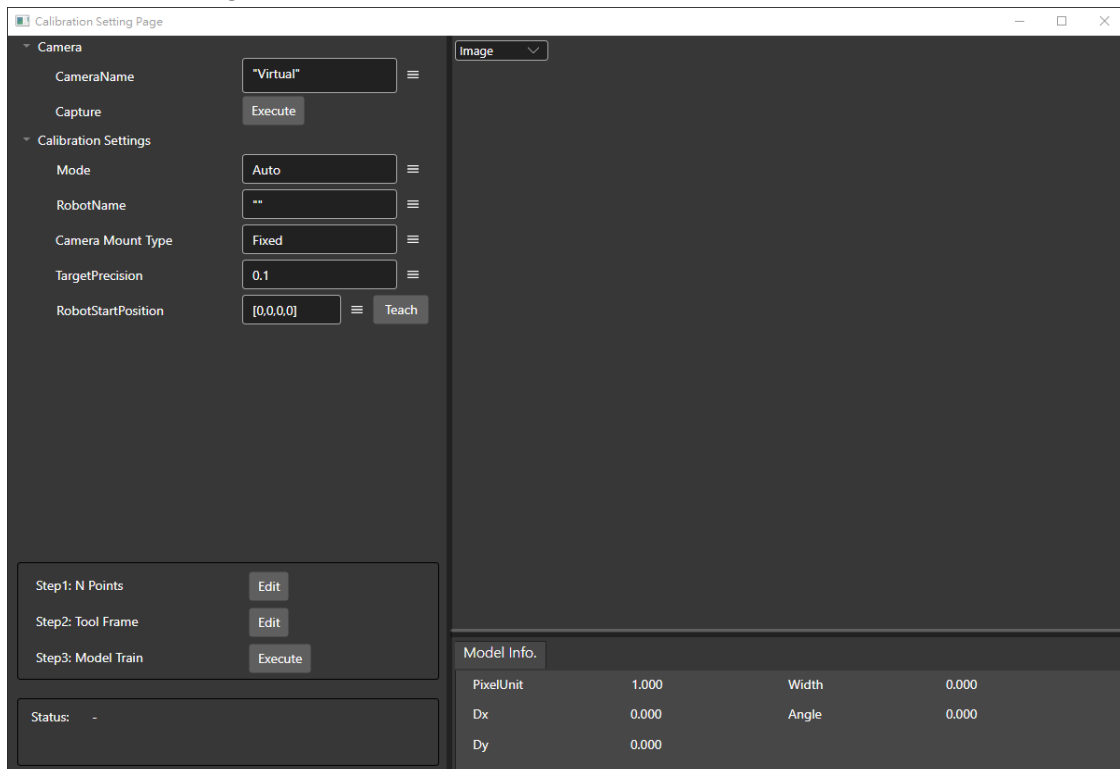 Calibration Setting Page
Camera
CameraName "Virtual"
Capture Execute
Calibration Settings
Mode Auto
RobotName ""
Camera Mount Type Fixed
TargetPrecision 0.1
RobotStartPosition [0,0,0,0] Teach
Step1: N Points Edit
Step2: Tool Frame Edit
Step3: Model Train Execute
Status: -
Image
Model Info.
PixelUnit 1.000 Width 0.000
Dx 0.000 Angle 0.000
Dy 0.000